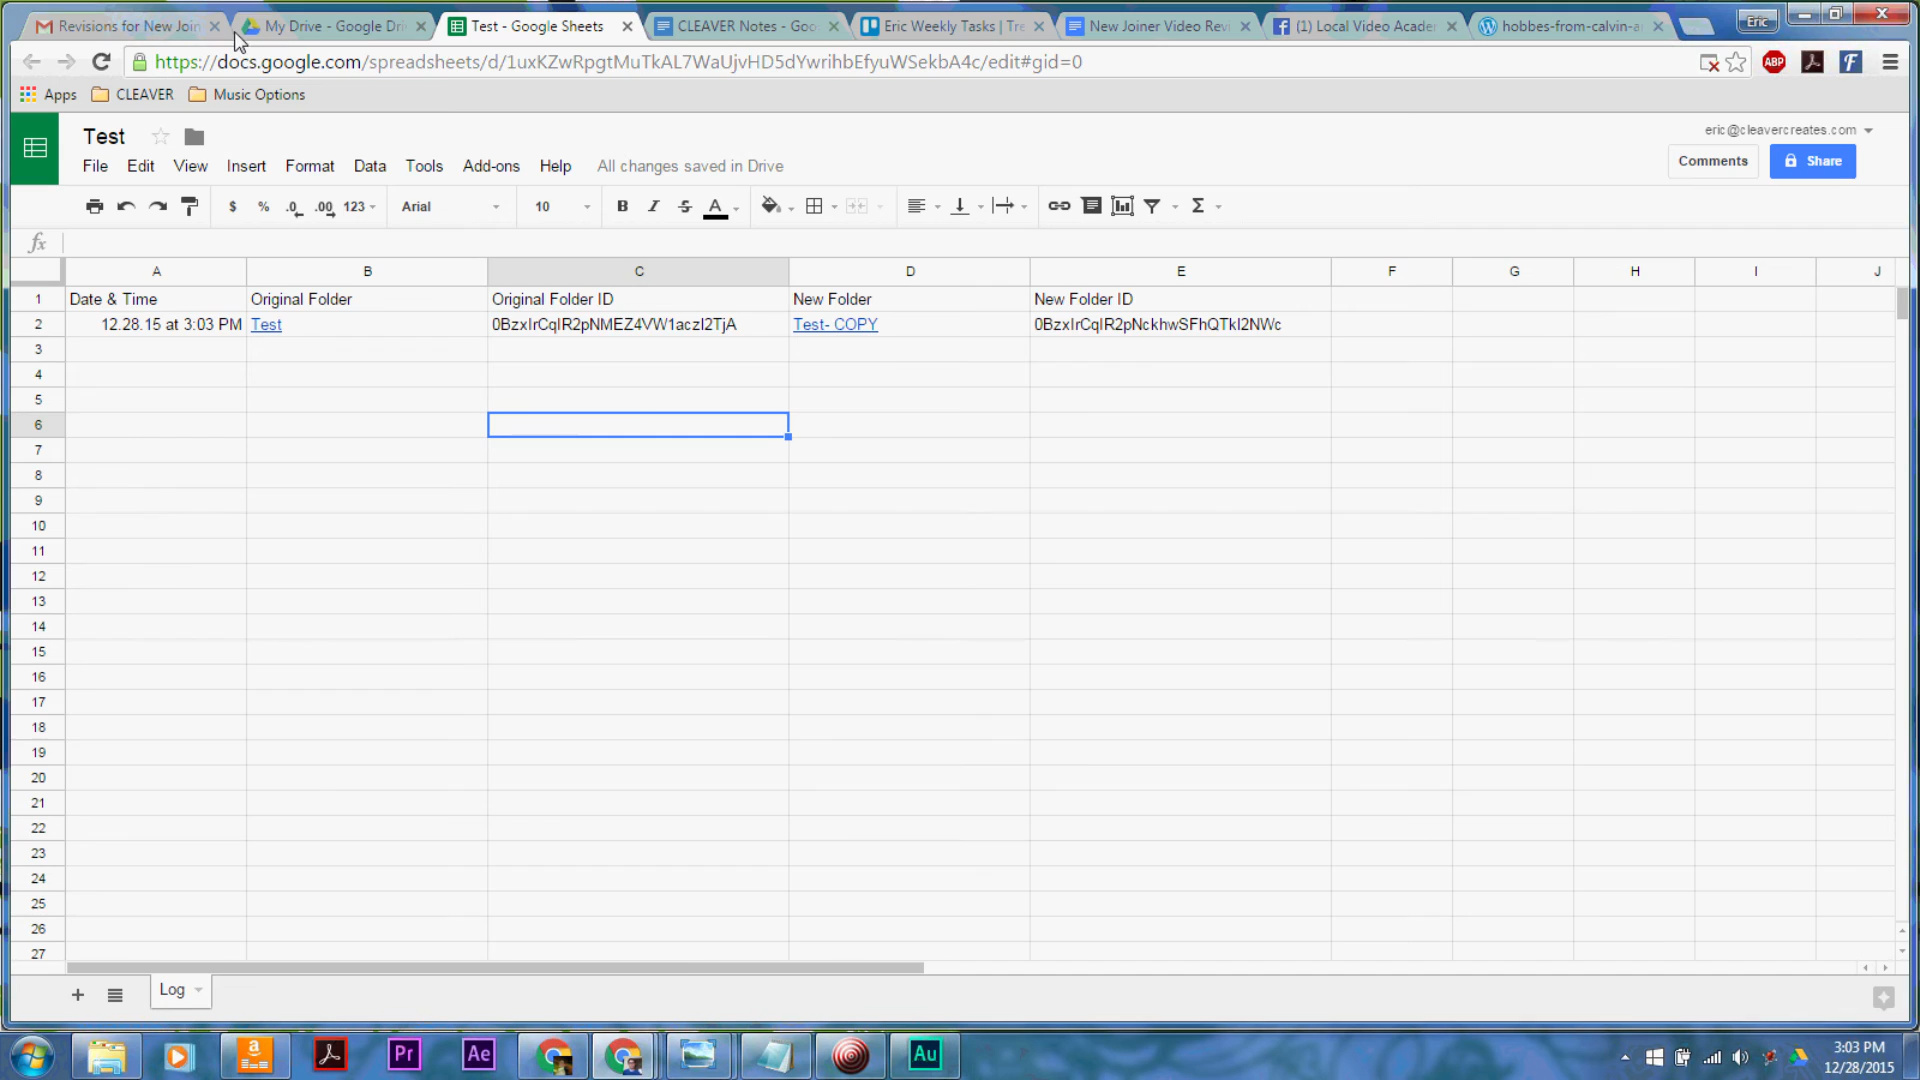 Revisions for New Join
My Drive - Google Dri
Test - Google Sheets
CLEAVER Notes - Goo
Eric Weekly Tasks | Tre
New Joiner Video Revi
(1) Local Video Acader
hobbes-from-calvin-a
Eric
https://docs.google.com/spreadsheets/d/1uxKZwRpgtMuTkAL7WaUjvHD5dYwrihbEfyuWSekbA4c/edit#gid=0
ABP
Apps CLEAVER Music Options
Test
eric@cleavercreates.com
File Edit View Insert Format Data Tools Add-ons Help All changes saved in Drive
Comments Share
$ % .0 .00 123 Arial 10 B I S A Σ
fx
A B C D E F G H I J
1 Date & Time Original Folder Original Folder ID New Folder New Folder ID
2 12.28.15 at 3:03 PM Test 0BzxIrCqIR2pNMEZ4VW1aczI2TjA Test- COPY 0BzxIrCqIR2pNckhwSFhQTkI2NWc
3
4
5
6
7
8
9
10
11
12
13
14
15
16
17
18
19
20
21
22
23
24
25
26
27
+ Log
a Pr Ae Au
3:03 PM
12/28/2015